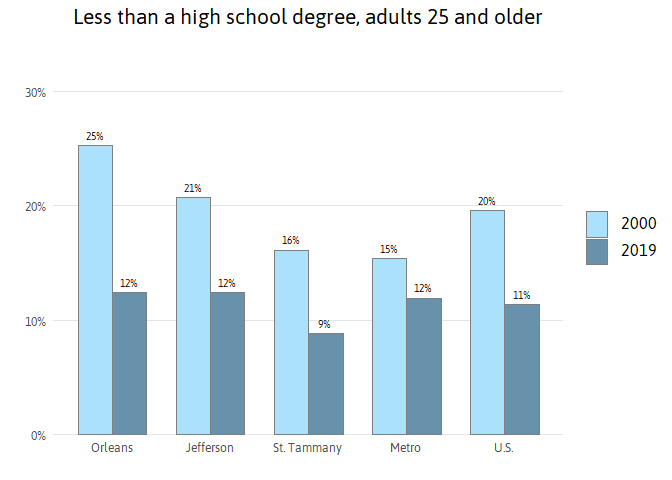 Less than a high school degree, adults 25 and older
30%
20%
10%
0%
25%
12%
21%
12%
16%
9%
15%
12%
20%
11%
Orleans
Jefferson
St. Tammany
Metro
U.S.
2000
2019